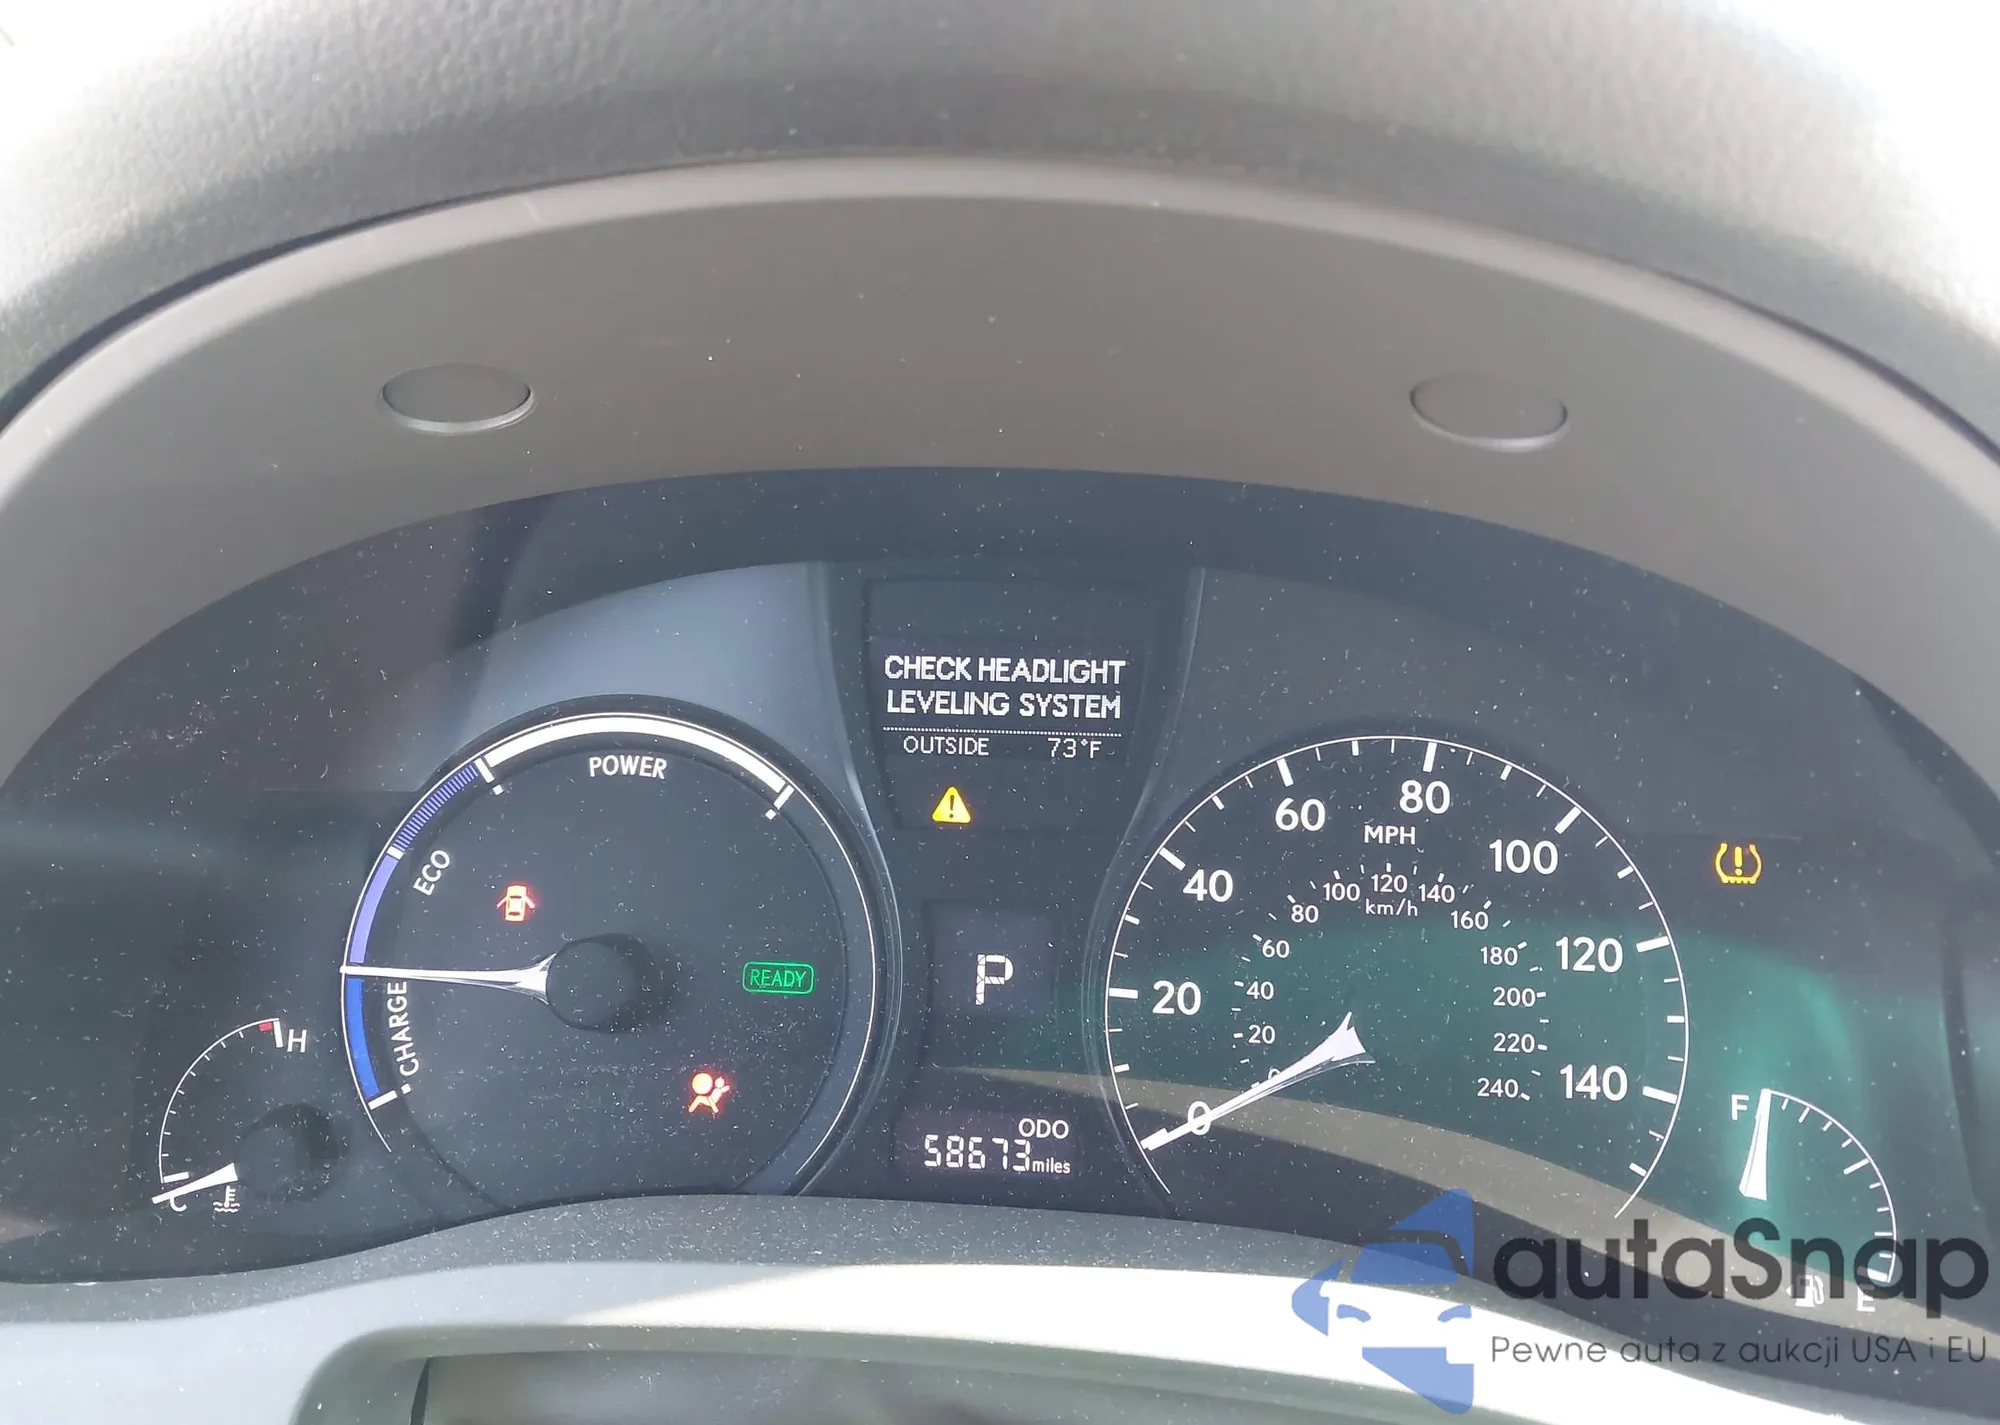 CHECK HEADLIGHT
LEVELING SYSTEM
OUTSIDE 73°F
POWER
ECO
CHARGE
READY
H
C
P
ODO
58673 miles
0 20 40 60 80 100 120 140
MPH
0 20 40 60 80 100 120 140 160 180 200 220 240
km/h
F
E
autaSnap
Pewne auta z aukcji USA i EU